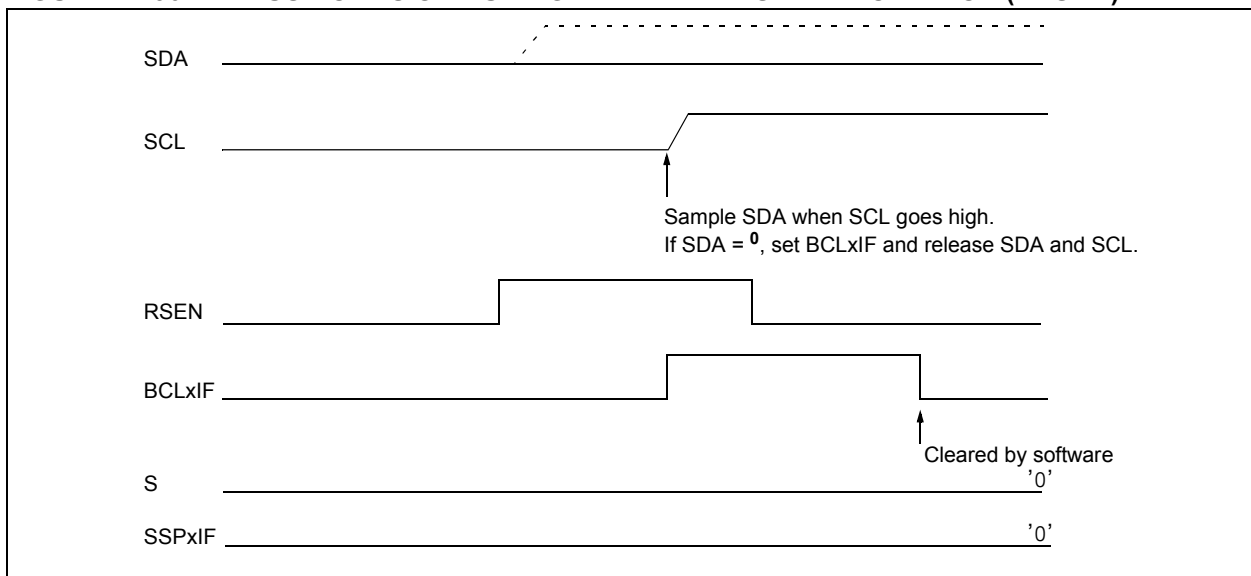 SDA
SCL
Sample SDA when SCL goes high.
If SDA = 0, set BCLxIF and release SDA and SCL.
RSEN
BCLxIF
Cleared by software
S
'0'
SSPxIF
'0'